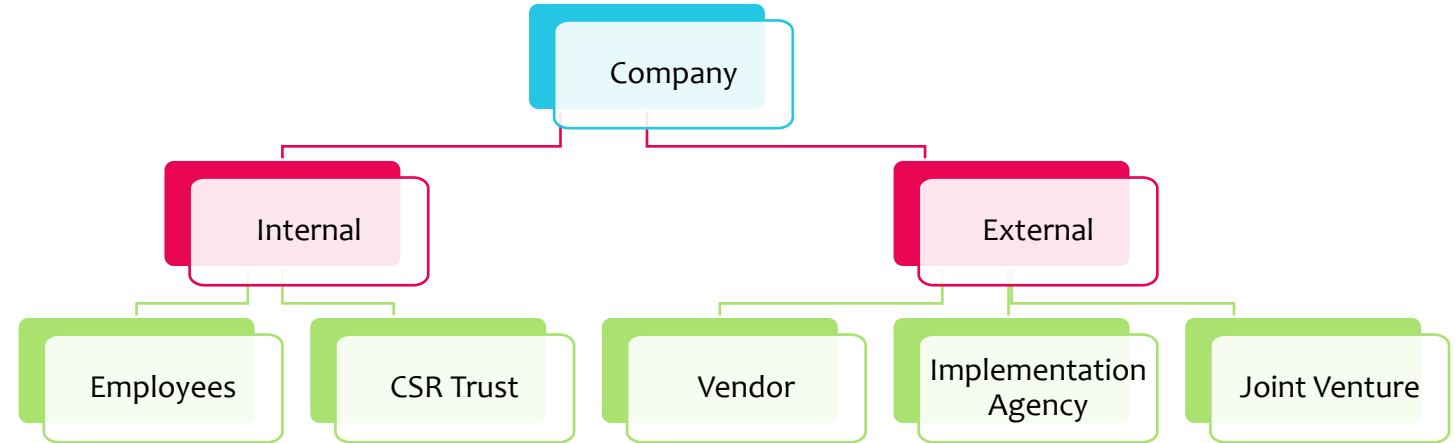 Company
Internal
External
Employees
CSR Trust
Vendor
Implementation
Agency
Joint Venture